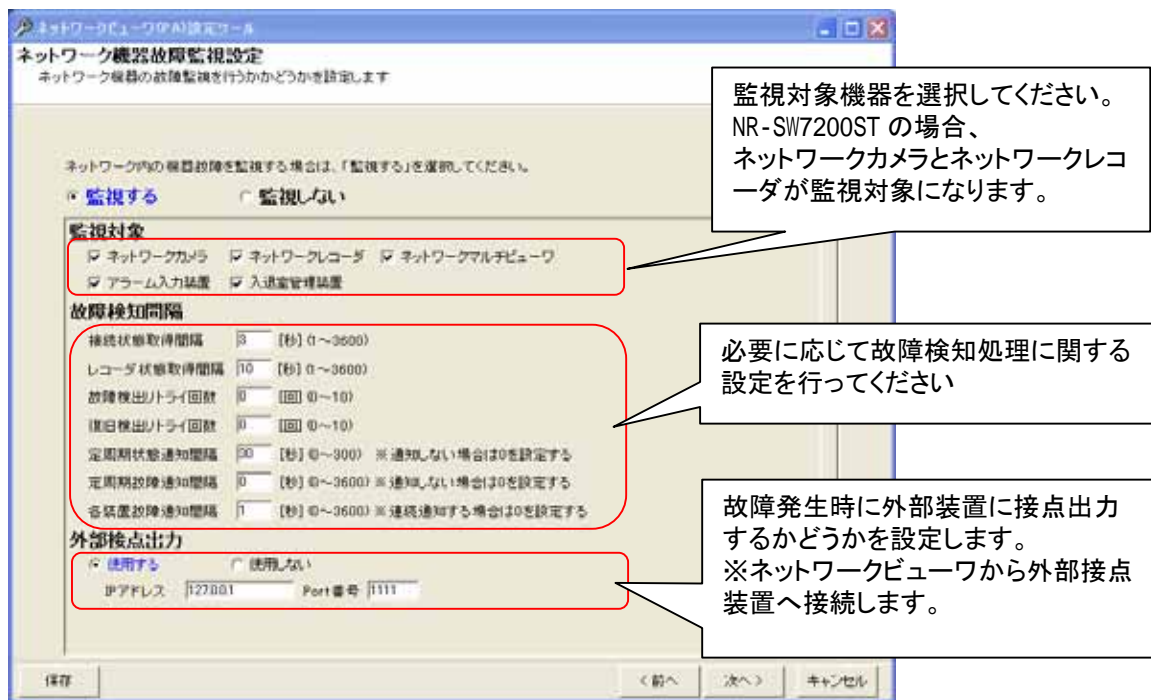 ネットワークビューワ(PA)設定ツール
ネットワーク機器故障監視設定
ネットワーク機器の故障監視を行うかどうかを設定します
監視対象機器を選択してください。
NR-SW7200ST の場合、
ネットワークカメラとネットワークレコ
ーダが監視対象になります。
ネットワーク内の機器故障を監視する場合は、「監視する」を選択してください。
監視する 監視しない
監視対象
ネットワークカメラ ネットワークレコーダ ネットワークマルチビューワ
アラーム入力装置 入退室管理装置
故障検知間隔
接続状態取得間隔 3 [秒] (1～3600)
レコーダ状態取得間隔 10 [秒] (1～3600)
故障検出リトライ回数 0 [回] (0～10)
復旧検出リトライ回数 0 [回] (0～10)
定周期状態通知間隔 30 [秒] (0～300) ※通知しない場合は0を設定する
定周期故障通知間隔 0 [秒] (0～3600) ※通知しない場合は0を設定する
各装置故障通知間隔 1 [秒] (0～3600) ※連続通知する場合は0を設定する
必要に応じて故障検知処理に関する
設定を行ってください
外部接点出力
使用する 使用しない
IPアドレス 127.0.0.1 Port番号 1111
故障発生時に外部装置に接点出力
するかどうかを設定します。
※ネットワークビューワから外部接点
装置へ接続します。
保存 <前へ 次へ> キャンセル